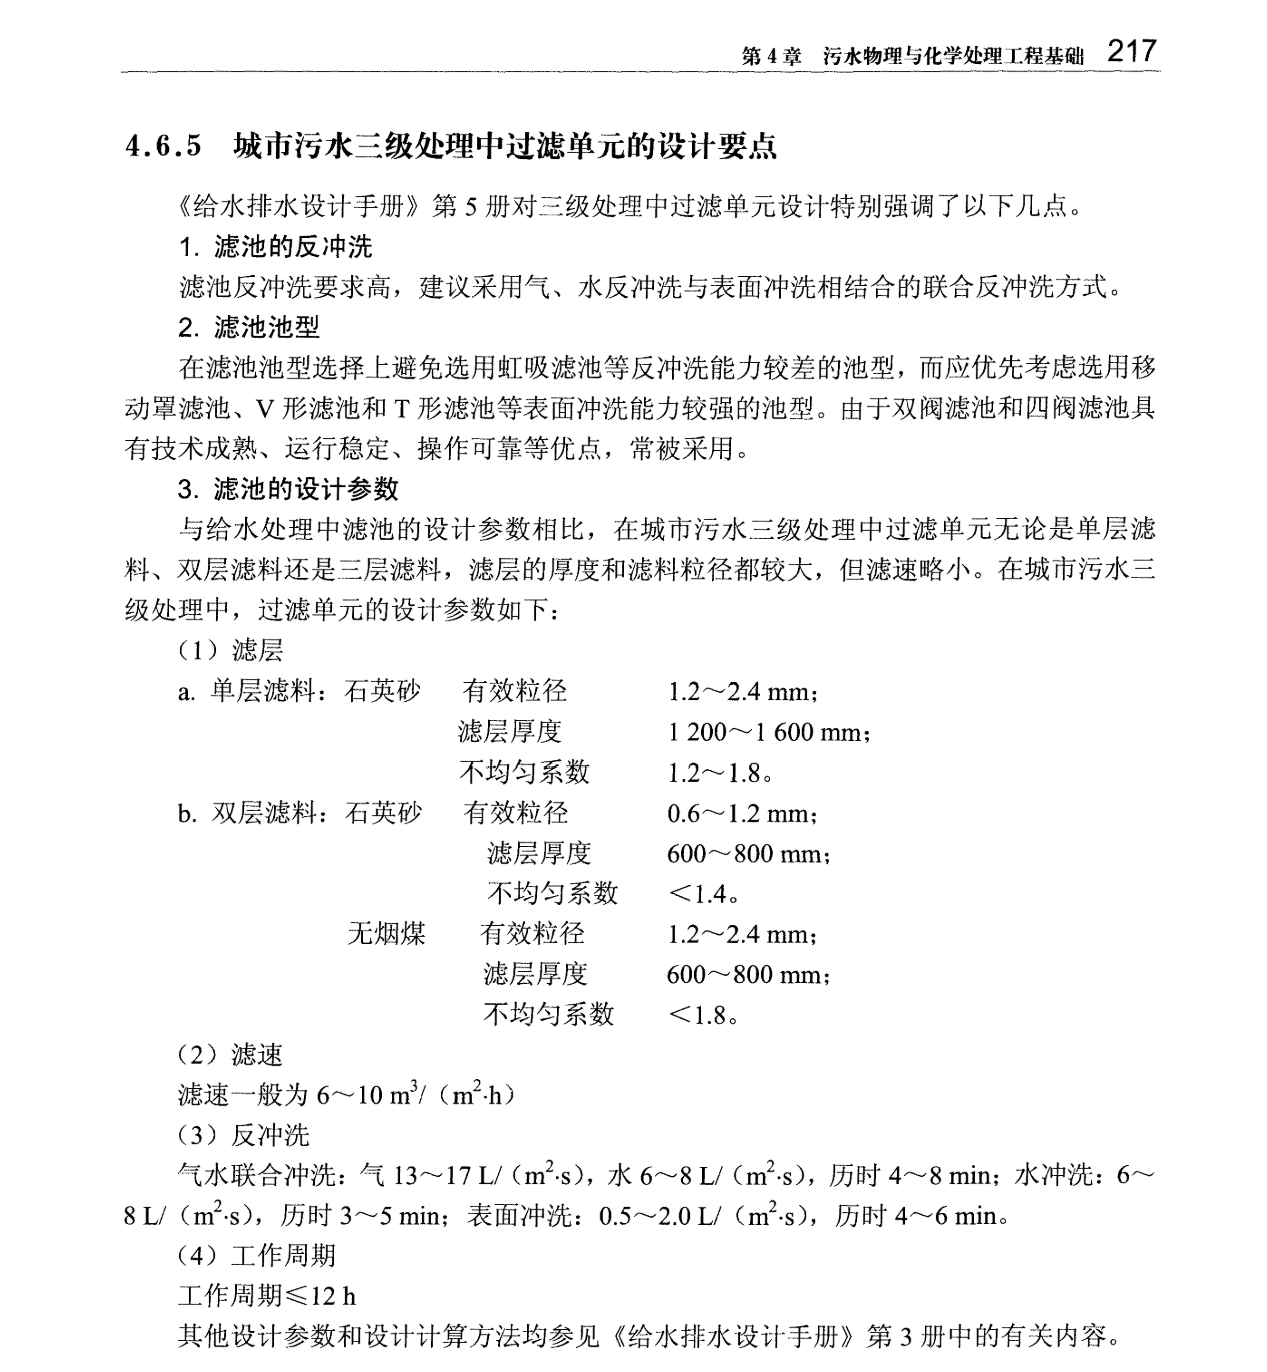 第4章 污水物理与化学处理工程基础 217
4.6.5 城市污水三级处理中过滤单元的设计要点
《给水排水设计手册》第 5 册对三级处理中过滤单元设计特别强调了以下几点。
1. 滤池的反冲洗
滤池反冲洗要求高，建议采用气、水反冲洗与表面冲洗相结合的联合反冲洗方式。
2. 滤池池型
在滤池池型选择上避免选用虹吸滤池等反冲洗能力较差的池型，而应优先考虑选用移
动罩滤池、V 形滤池和 T 形滤池等表面冲洗能力较强的池型。由于双阀滤池和四阀滤池具
有技术成熟、运行稳定、操作可靠等优点，常被采用。
3. 滤池的设计参数
与给水处理中滤池的设计参数相比，在城市污水三级处理中过滤单元无论是单层滤
料、双层滤料还是三层滤料，滤层的厚度和滤料粒径都较大，但滤速略小。在城市污水三
级处理中，过滤单元的设计参数如下：
（1）滤层
a. 单层滤料：石英砂 有效粒径 1.2～2.4 mm；
滤层厚度 1 200～1 600 mm；
不均匀系数 1.2～1.8。
b. 双层滤料：石英砂 有效粒径 0.6～1.2 mm；
滤层厚度 600～800 mm；
不均匀系数 ＜1.4。
无烟煤 有效粒径 1.2～2.4 mm；
滤层厚度 600～800 mm；
不均匀系数 ＜1.8。
（2）滤速
滤速一般为 6～10 m³/（m²·h）
（3）反冲洗
气水联合冲洗：气 13～17 L/（m²·s），水 6～8 L/（m²·s），历时 4～8 min；水冲洗：6～
8 L/（m²·s），历时 3～5 min；表面冲洗：0.5～2.0 L/（m²·s），历时 4～6 min。
（4）工作周期
工作周期≤12 h
其他设计参数和设计计算方法均参见《给水排水设计手册》第 3 册中的有关内容。